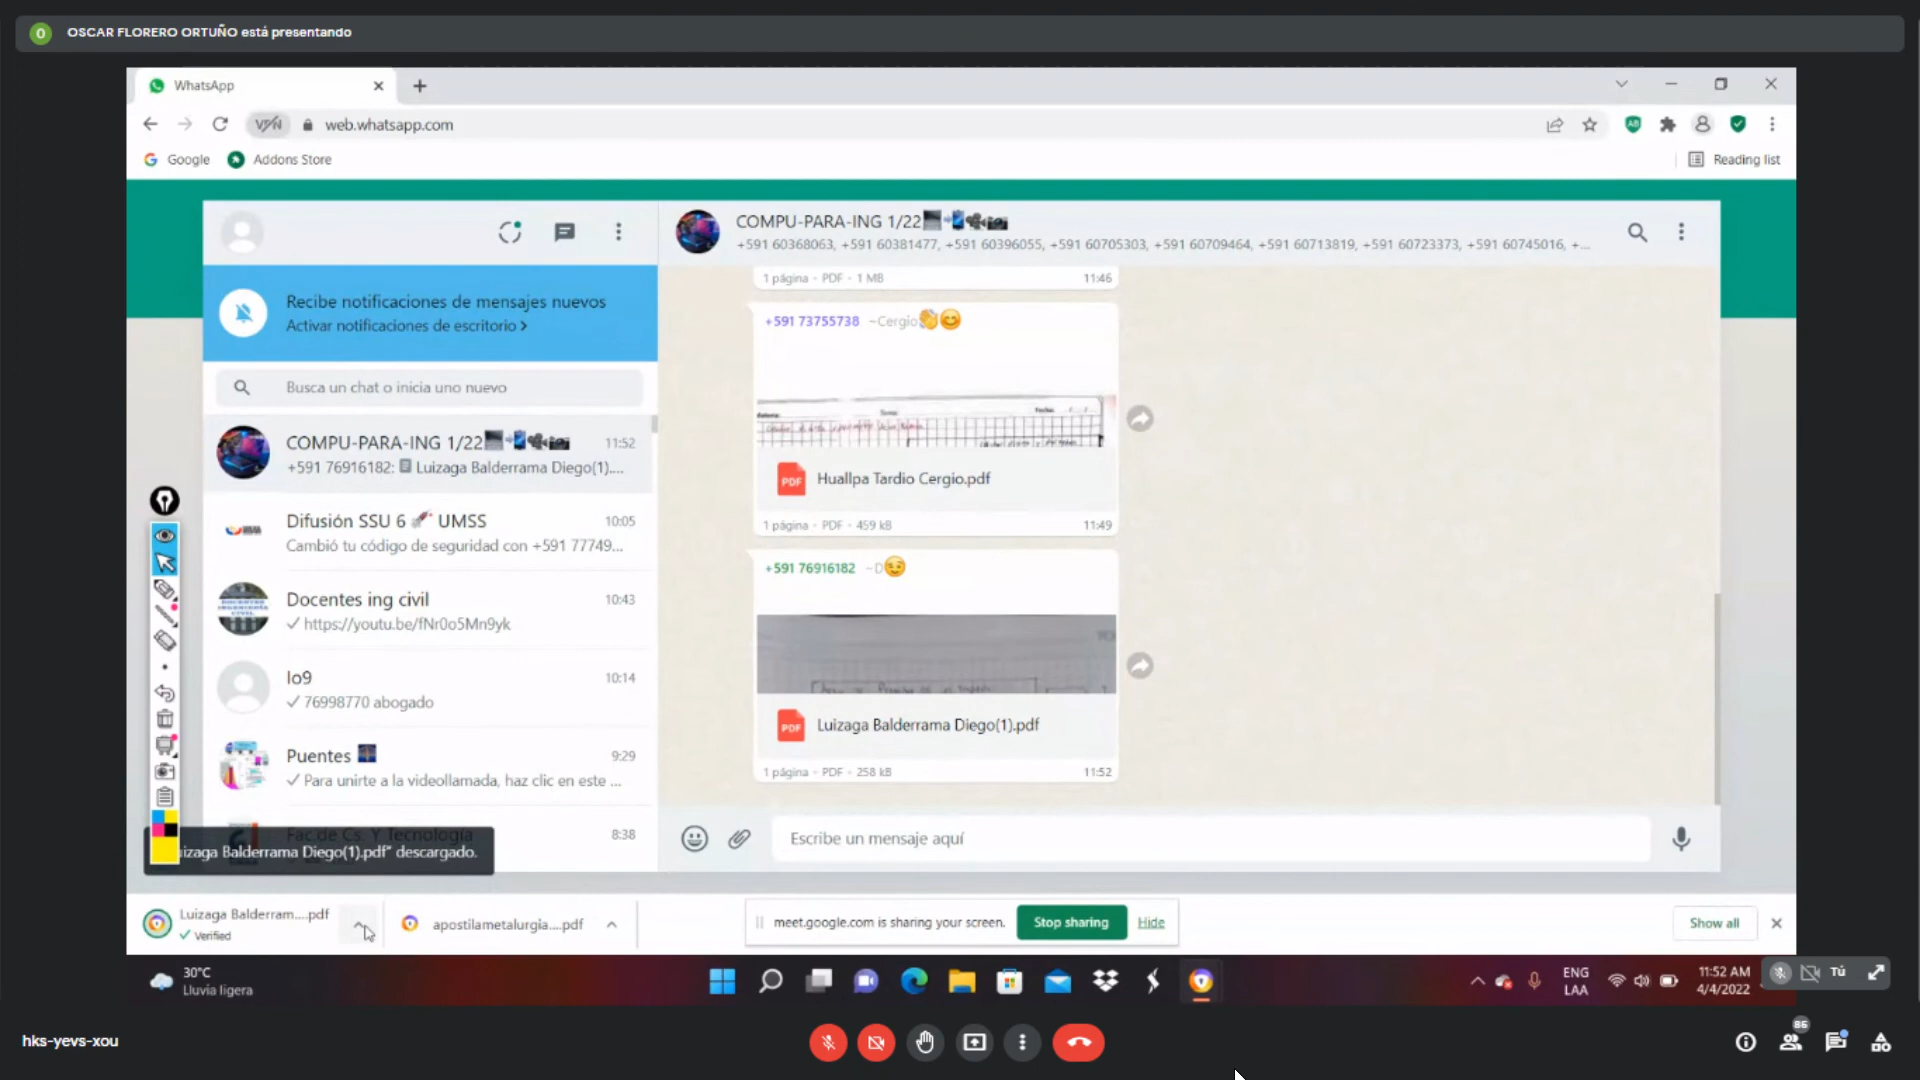 O OSCAR FLORERO ORTUÑO está presentando
WhatsApp
VPN web.whatsapp.com
Google Addons Store Reading list
COMPU-PARA-ING 1/22
+591 60368063, +591 60381477, +591 60396055, +591 60705303, +591 60709464, +591 60713819, +591 60723373, +591 60745016, +...
Recibe notificaciones de mensajes nuevos
Activar notificaciones de escritorio >
Busca un chat o inicia uno nuevo
COMPU-PARA-ING 1/22 11:52
+591 76916182: Luizaga Balderrama Diego(1)....
Difusión SSU 6 UMSS 10:05
Cambió tu código de seguridad con +591 77749...
Docentes ing civil 10:43
https://youtu.be/fNr0o5Mn9yk
lo9 10:14
76998770 abogado
Puentes 9:29
Para unirte a la videollamada, haz clic en este ...
Fac.de Cs. Y Tecnología 8:38
izaga Balderrama Diego(1).pdf" descargado.
1 página - PDF - 1 MB 11:46
+591 73755738 ~Cergio
Fecha:
PDF Huallpa Tardio Cergio.pdf
1 página - PDF - 459 kB 11:49
+591 76916182 ~D
PDF Luizaga Balderrama Diego(1).pdf
1 página - PDF - 258 kB 11:52
Escribe un mensaje aquí
Luizaga Balderram....pdf
Verified
apostilametalurgia....pdf
meet.google.com is sharing your screen. Stop sharing Hide
Show all
30°C
Lluvia ligera
ENG
LAA
11:52 AM
4/4/2022
Tú
hks-yevs-xou
86